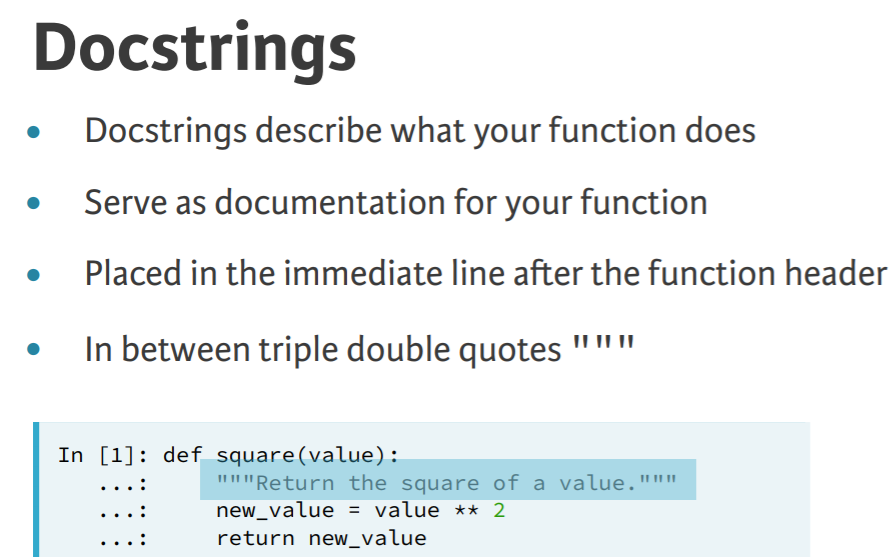 Docstrings
• Docstrings describe what your function does
• Serve as documentation for your function
• Placed in the immediate line after the function header
• In between triple double quotes """
In [1]: def square(value):
   ...:     """Return the square of a value."""
   ...:     new_value = value ** 2
   ...:     return new_value